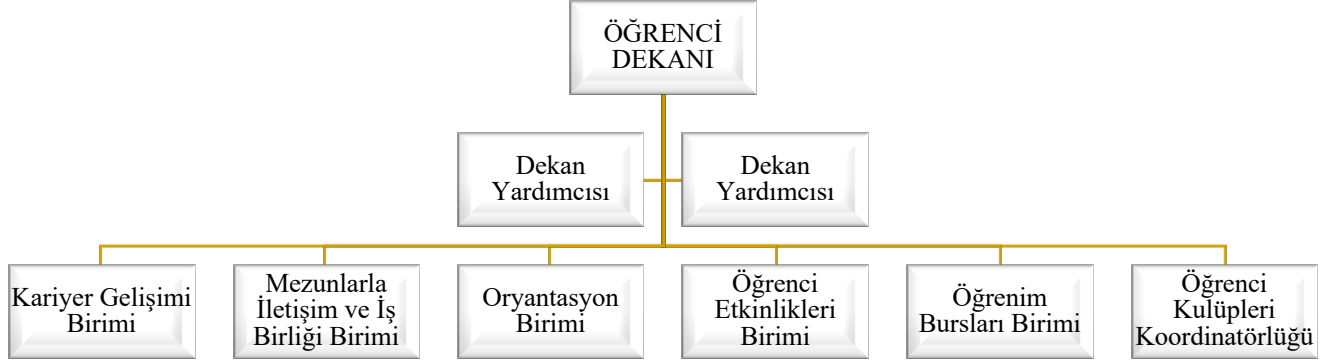 ÖĞRENCİ
DEKANI
Dekan
Yardımcısı
Dekan
Yardımcısı
Kariyer Gelişimi
Birimi
Mezunlarla
İletişim ve İş
Birliği Birimi
Oryantasyon
Birimi
Öğrenci
Etkinlikleri
Birimi
Öğrenim
Bursları Birimi
Öğrenci
Kulüpleri
Koordinatörlüğü